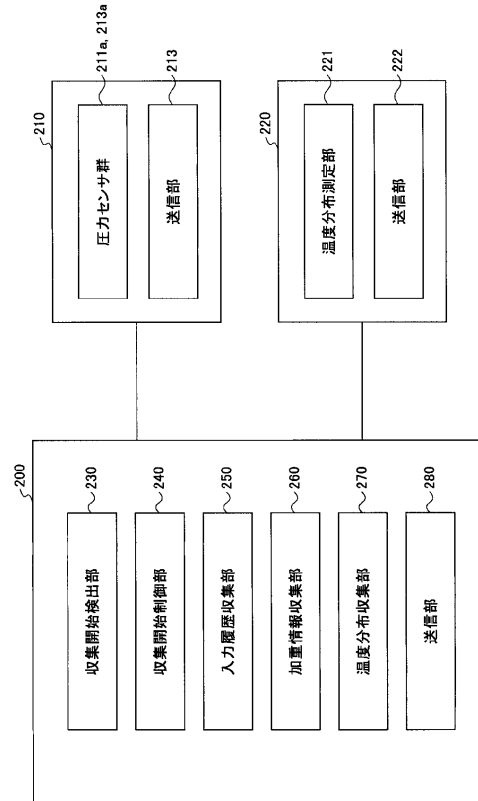 200
収集開始検出部
230
収集開始制御部
240
入力履歴収集部
250
加重情報収集部
260
温度分布収集部
270
送信部
280
210
圧力センサ群
211a, 213a
送信部
213
220
温度分布測定部
221
送信部
222